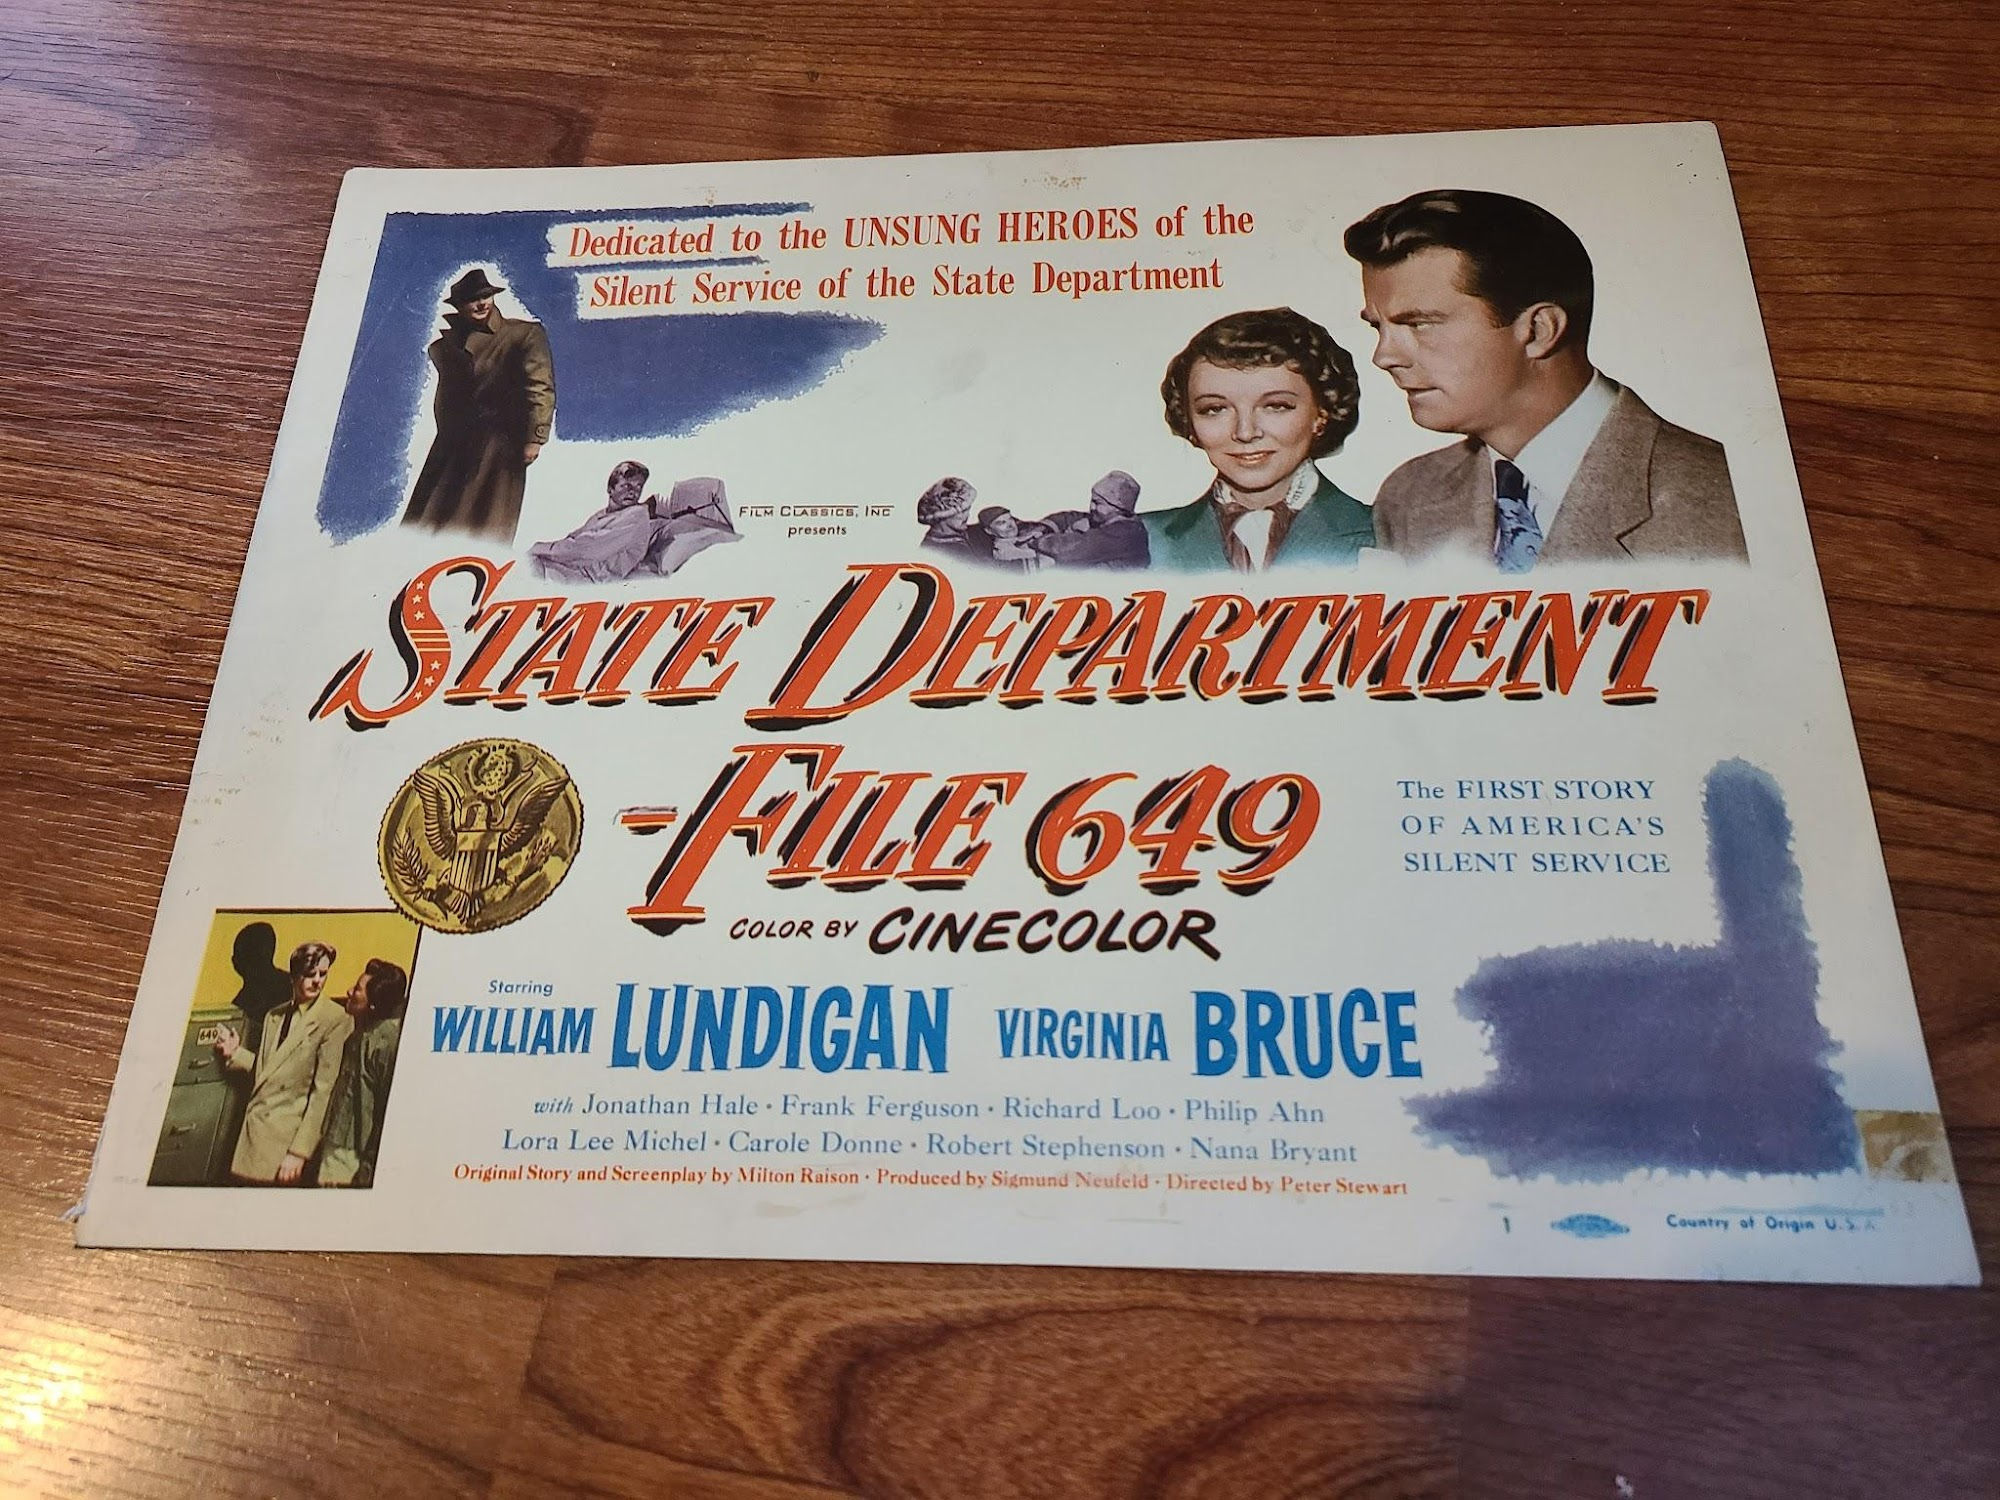 Dedicated to the UNSUNG HEROES of the
Silent Service of the State Department
FILM CLASSICS, INC
presents
STATE DEPARTMENT
-FILE 649
The FIRST STORY
OF AMERICA'S
SILENT SERVICE
COLOR BY CINECOLOR
649
Starring
WILLIAM LUNDIGAN VIRGINIA BRUCE
with Jonathan Hale · Frank Ferguson · Richard Loo · Philip Ahn
Lora Lee Michel · Carole Donne · Robert Stephenson · Nana Bryant
Original Story and Screenplay by Milton Raison · Produced by Sigmund Neufeld · Directed by Peter Stewart
1 Country of Origin U.S.A.